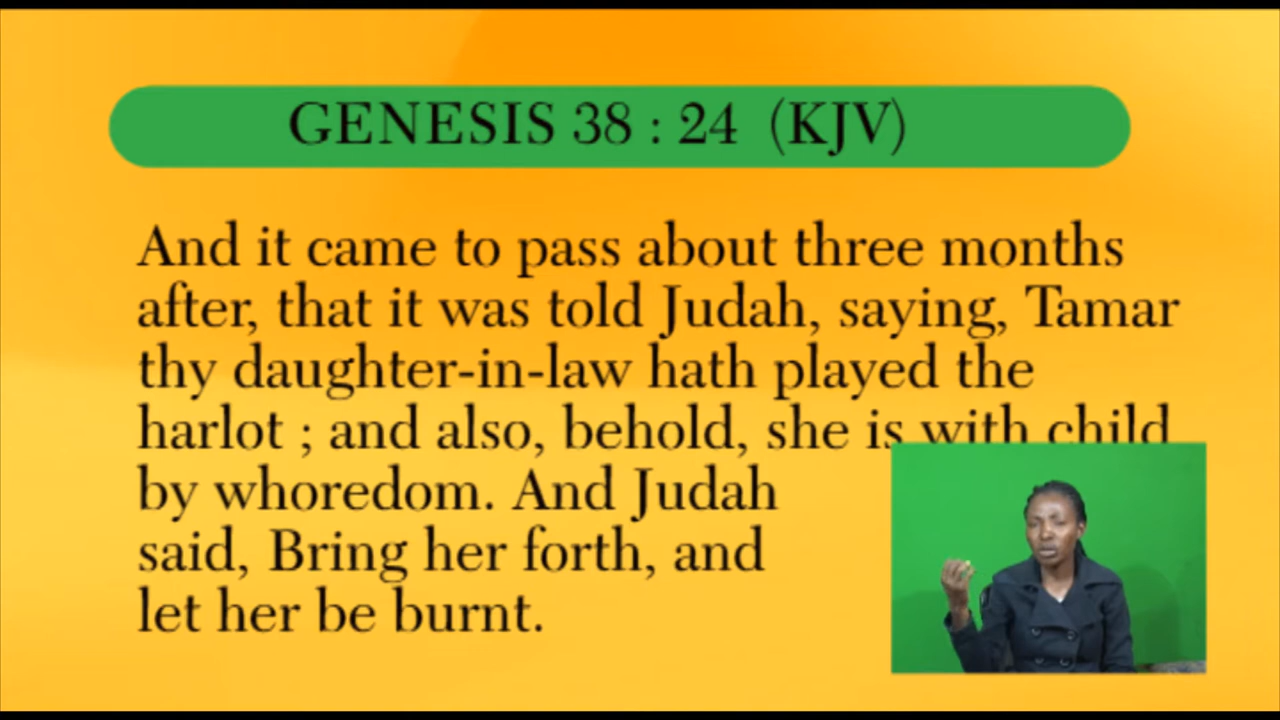 GENESIS 38 : 24 (KJV)
And it came to pass about three months
after, that it was told Judah, saying, Tamar
thy daughter-in-law hath played the
harlot ; and also, behold, she is with child
by whoredom. And Judah
said, Bring her forth, and
let her be burnt.